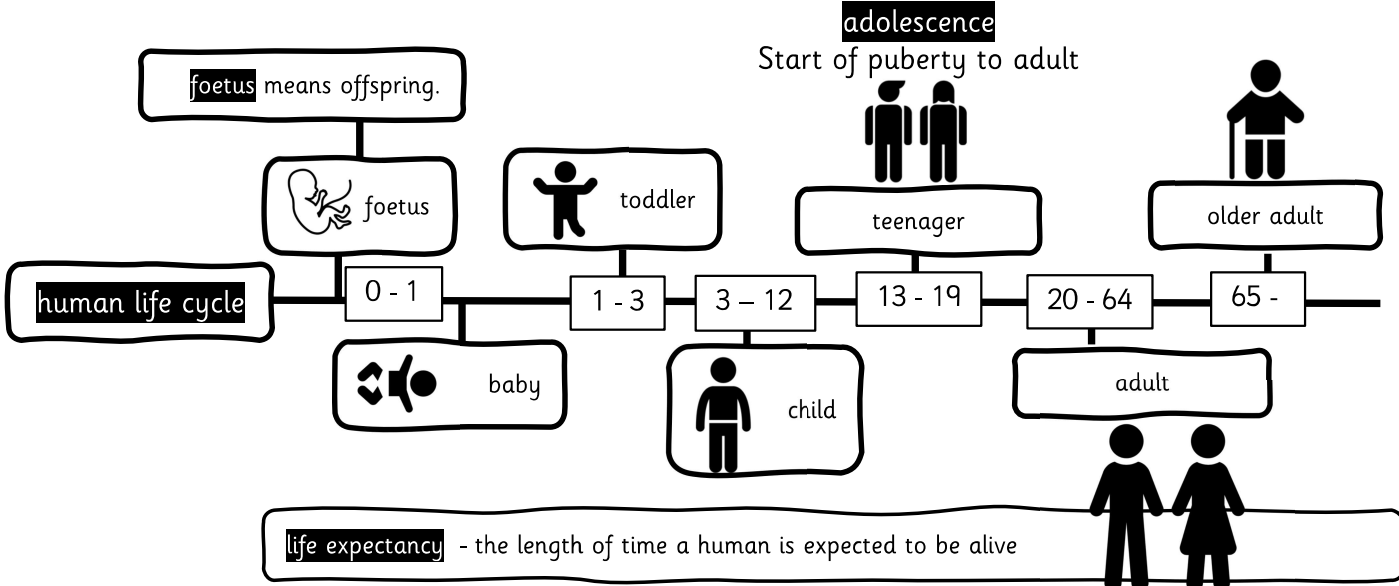 adolescence
Start of puberty to adult
foetus means offspring.
foetus
toddler
teenager
older adult
human life cycle
0 - 1
1 - 3
3 – 12
13 - 19
20 - 64
65 -
baby
child
adult
life expectancy - the length of time a human is expected to be alive